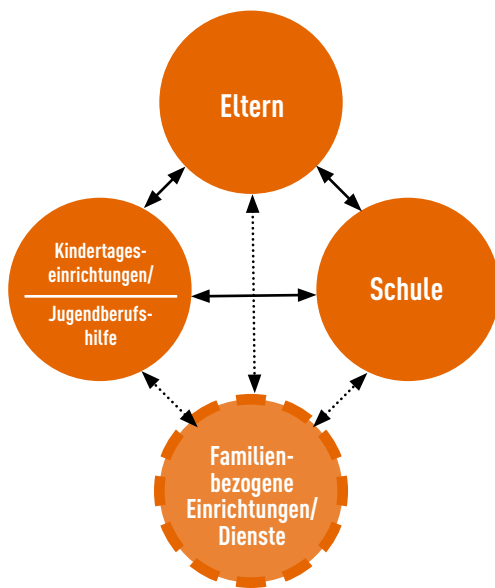 Eltern
Kindertages-
einrichtungen/
Jugendberufs-
hilfe
Schule
Familien-
bezogene
Einrichtungen/
Dienste